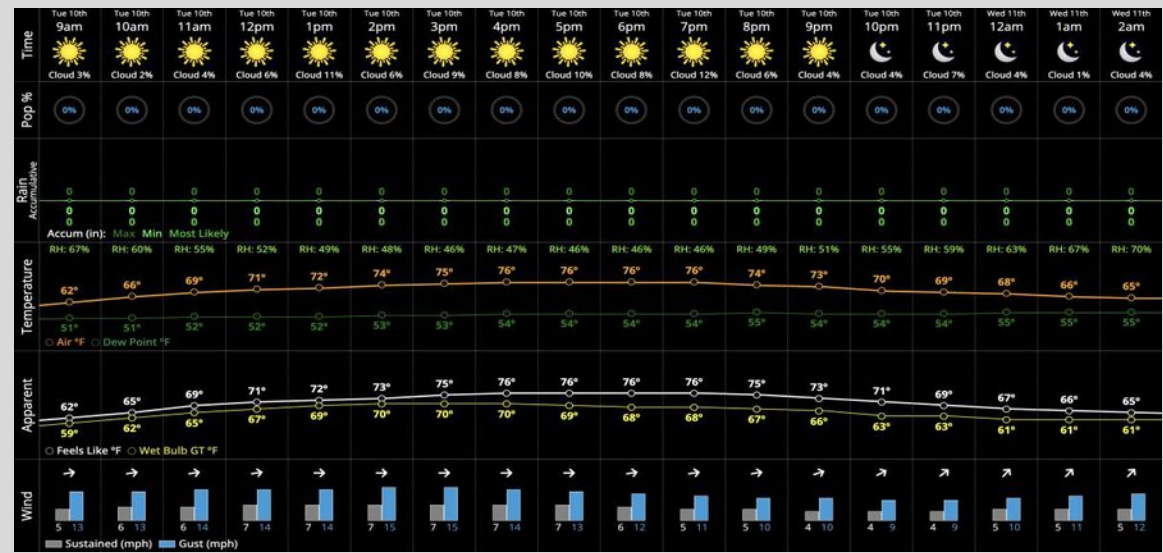 Tue 10th Tue 10th Tue 10th Tue 10th Tue 10th Tue 10th Tue 10th Tue 10th Tue 10th Tue 10th Tue 10th Tue 10th Tue 10th Tue 10th Tue 10th Wed 11th Wed 11th Wed 11th
9am 10am 11am 12pm 1pm 2pm 3pm 4pm 5pm 6pm 7pm 8pm 9pm 10pm 11pm 12am 1am 2am
Time
Cloud 3% Cloud 2% Cloud 4% Cloud 6% Cloud 11% Cloud 6% Cloud 9% Cloud 8% Cloud 10% Cloud 8% Cloud 12% Cloud 6% Cloud 4% Cloud 4% Cloud 7% Cloud 4% Cloud 1% Cloud 4%
Pop %
0% 0% 0% 0% 0% 0% 0% 0% 0% 0% 0% 0% 0% 0% 0% 0% 0% 0%
Rain
Accumulative
0 0 0 0 0 0 0 0 0 0 0 0 0 0 0 0 0 0
0 0 0 0 0 0 0 0 0 0 0 0 0 0 0 0 0 0
0 0 0 0 0 0 0 0 0 0 0 0 0 0 0 0 0 0
Accum (in): Max Min Most Likely
RH: 67% RH: 60% RH: 55% RH: 52% RH: 49% RH: 48% RH: 46% RH: 47% RH: 46% RH: 46% RH: 46% RH: 49% RH: 51% RH: 55% RH: 59% RH: 63% RH: 67% RH: 70%
Temperature
62° 66° 69° 71° 72° 74° 75° 76° 76° 76° 76° 74° 73° 70° 69° 68° 66° 65°
51° 51° 52° 52° 52° 53° 53° 54° 54° 54° 54° 55° 54° 54° 54° 55° 55° 55°
Air °F Dew Point °F
Apparent
62° 65° 69° 71° 72° 73° 75° 76° 76° 76° 76° 75° 73° 71° 69° 67° 66° 65°
59° 62° 65° 67° 69° 70° 70° 70° 69° 68° 68° 67° 66° 63° 63° 61° 61° 61°
Feels Like °F Wet Bulb GT °F
Wind
5 13 6 13 6 14 7 14 7 14 7 15 7 15 7 14 7 13 6 12 5 11 5 10 4 10 4 9 4 9 5 10 5 11 5 12
Sustained (mph) Gust (mph)